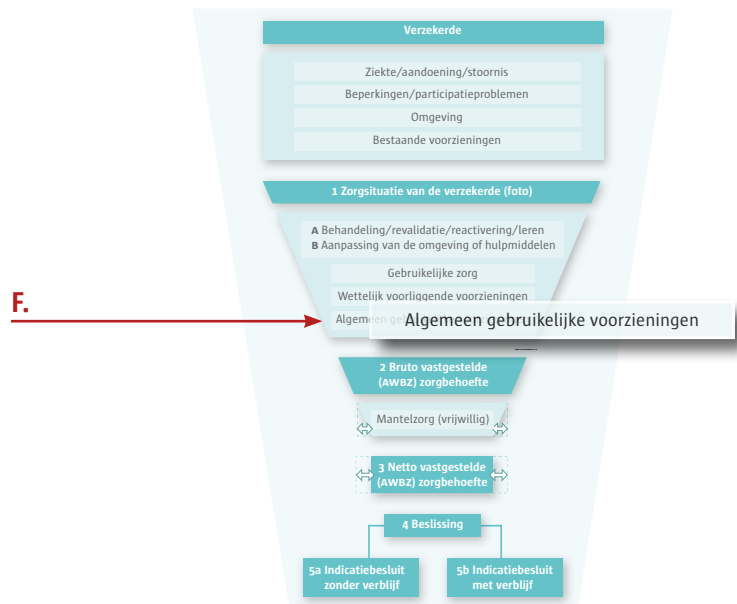 Verzekerde
Ziekte/aandoening/stoornis
Beperkingen/participatieproblemen
Omgeving
Bestaande voorzieningen
1 Zorgsituatie van de verzekerde (foto)
A Behandeling/revalidatie/reactivering/leren
B Aanpassing van de omgeving of hulpmiddelen
Gebruikelijke zorg
Wettelijk voorliggende voorzieningen
F.
Algemeen
Algemeen gebruikelijke voorzieningen
2 Bruto vastgestelde
(AWBZ) zorgbehoefte
Mantelzorg (vrijwillig)
3 Netto vastgestelde
(AWBZ) zorgbehoefte
4 Beslissing
5a Indicatiebesluit
zonder verblijf
5b Indicatiebesluit
met verblijf